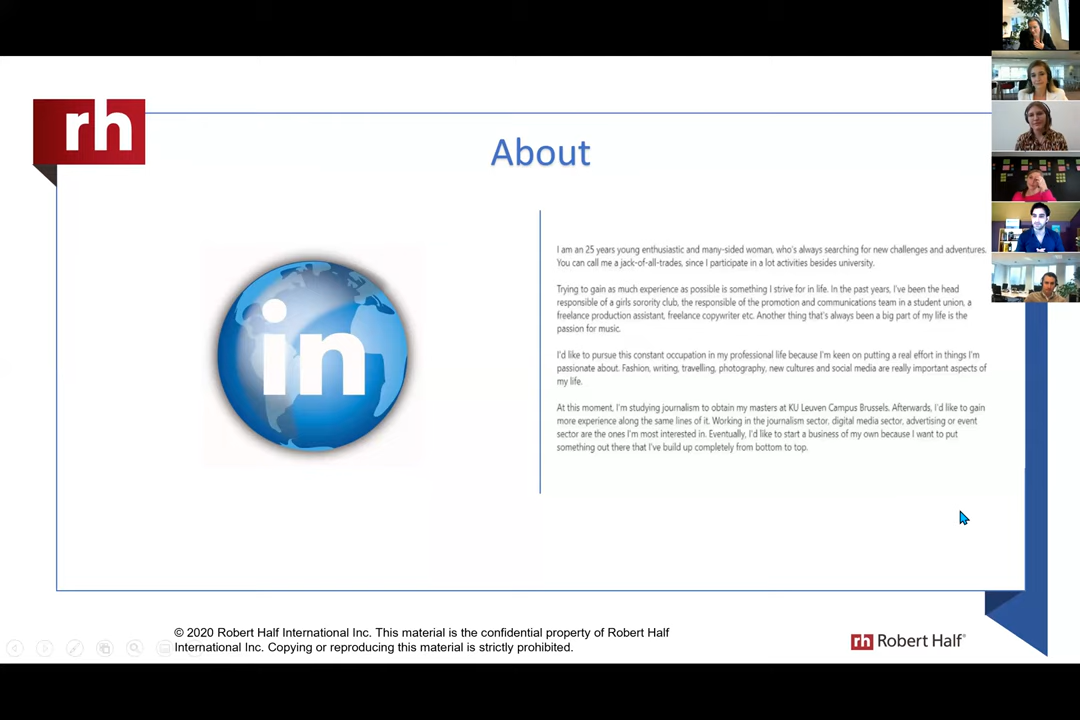 rh
About
in
I am an 25 years young enthusiastic and many-sided woman, who's always searching for new challenges and adventures.
You can call me a jack-of-all-trades, since I participate in a lot activities besides university.
Trying to gain as much experience as possible is something I strive for in life. In the past years, I've been the head
responsible of a girls sorority club, the responsible of the promotion and communications team in a student union, a
freelance production assistant, freelance copywriter etc. Another thing that's always been a big part of my life is the
passion for music.
I'd like to pursue this constant occupation in my professional life because I'm keen on putting a real effort in things I'm
passionate about. Fashion, writing, travelling, photography, new cultures and social media are really important aspects of
my life.
At this moment, I'm studying journalism to obtain my masters at KU Leuven Campus Brussels. Afterwards, I'd like to gain
more experience along the same lines of it. Working in the journalism sector, digital media sector, advertising or event
sector are the ones I'm most interested in. Eventually, I'd like to start a business of my own because I want to put
something out there that I've build up completely from bottom to top.
© 2020 Robert Half International Inc. This material is the confidential property of Robert Half
International Inc. Copying or reproducing this material is strictly prohibited.
rh Robert Half®